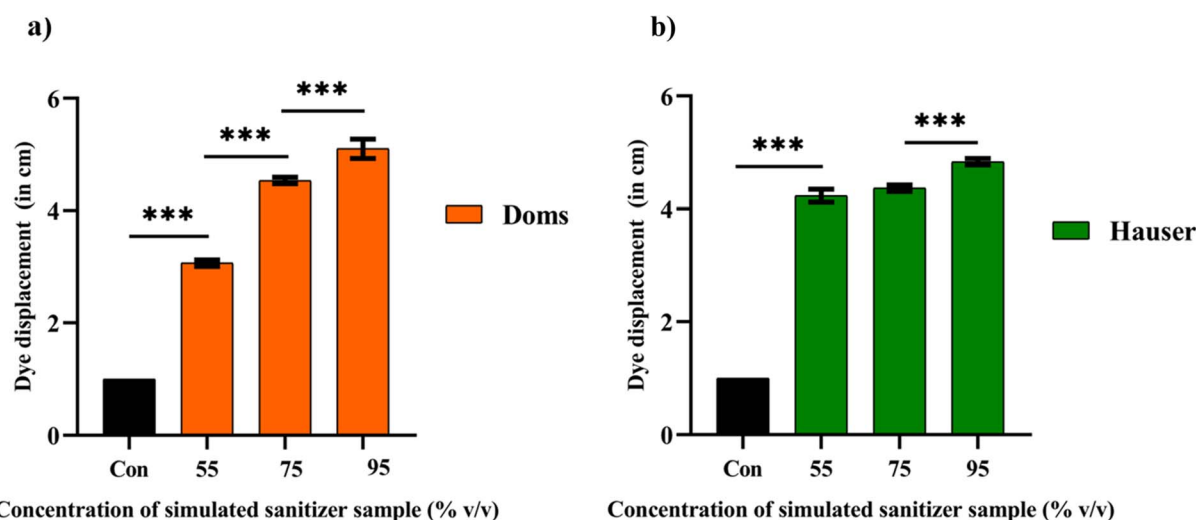 a)
Dye displacement (in cm)
6
4
2
0
***
***
***
Con 55 75 95
Concentration of simulated sanitizer sample (% v/v)
Doms
b)
Dye displacement (in cm)
6
4
2
0
***
***
Con 55 75 95
Concentration of simulated sanitizer sample (% v/v)
Hauser